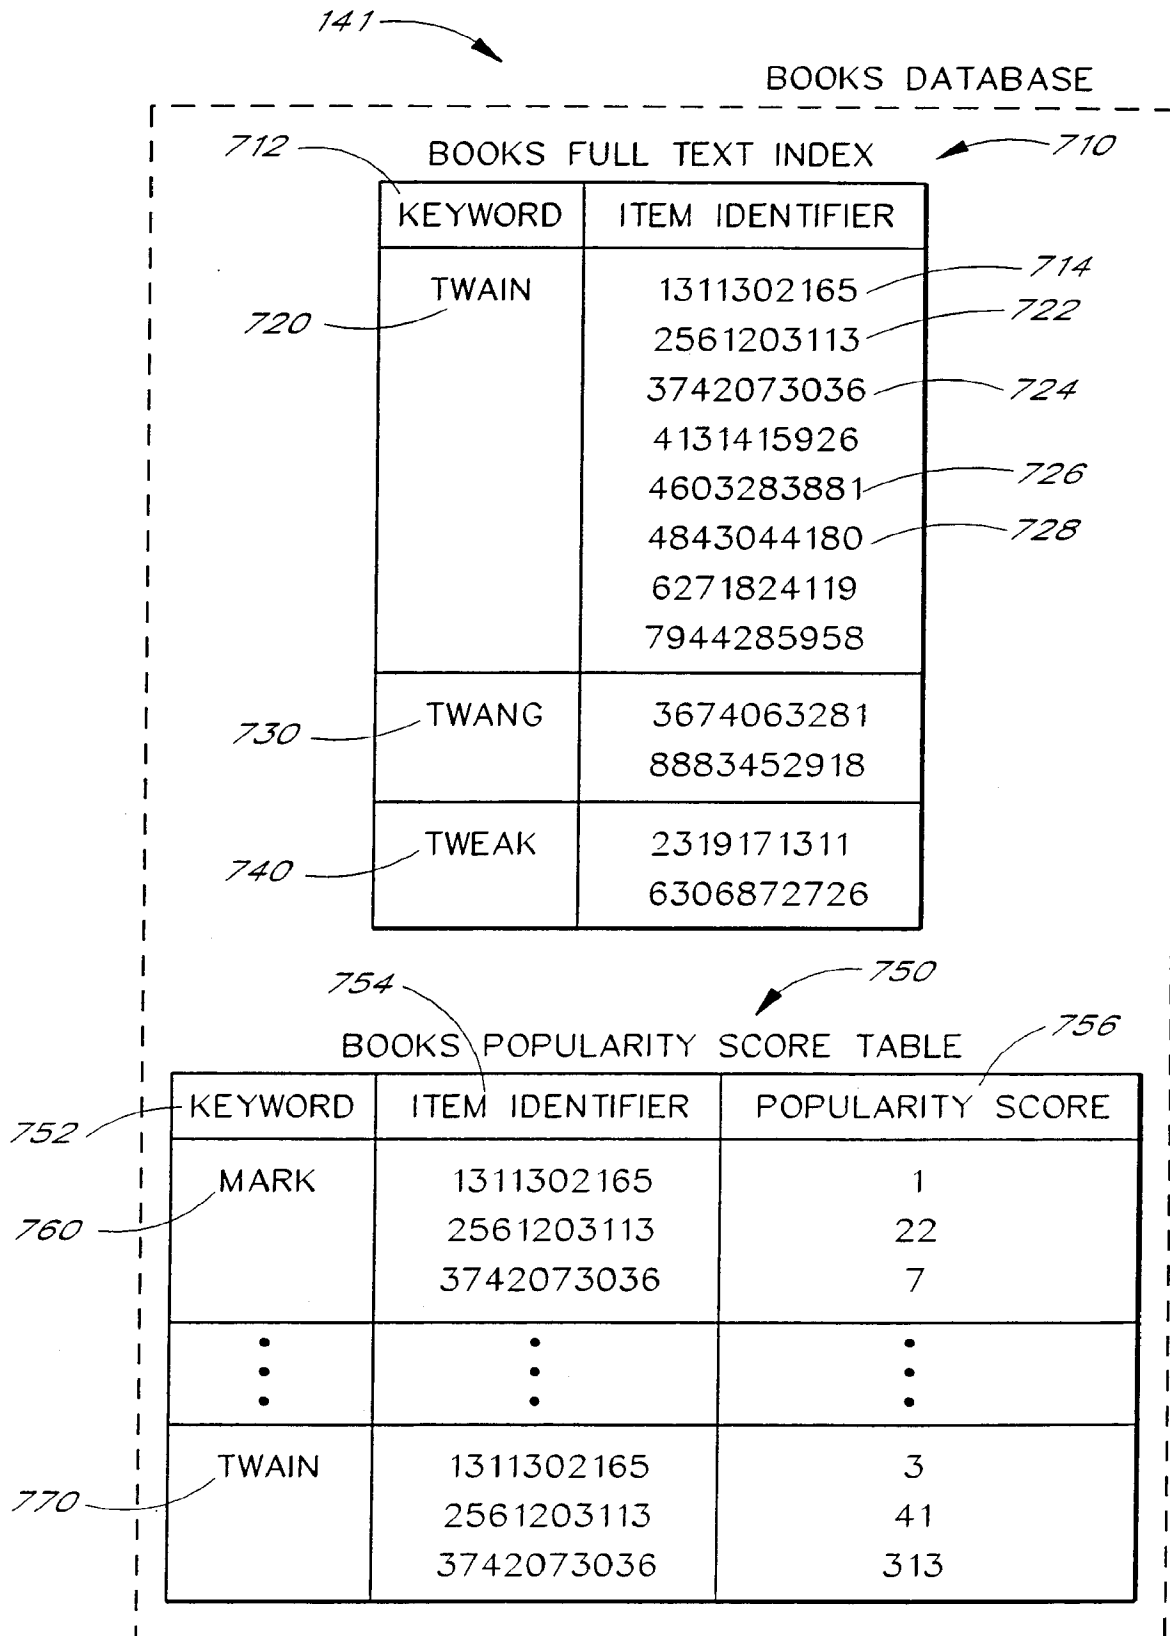 141
BOOKS DATABASE
712 BOOKS FULL TEXT INDEX 710
KEYWORD ITEM IDENTIFIER
TWAIN 1311302165 714
720 2561203113 722
3742073036 724
4131415926
4603283881 726
4843044180 728
6271824119
7944285958
730 TWANG 3674063281
8883452918
740 TWEAK 2319171311
6306872726
754 750
BOOKS POPULARITY SCORE TABLE 756
752 KEYWORD ITEM IDENTIFIER POPULARITY SCORE
MARK 1311302165 1
760 2561203113 22
3742073036 7
TWAIN 1311302165 3
770 2561203113 41
3742073036 313